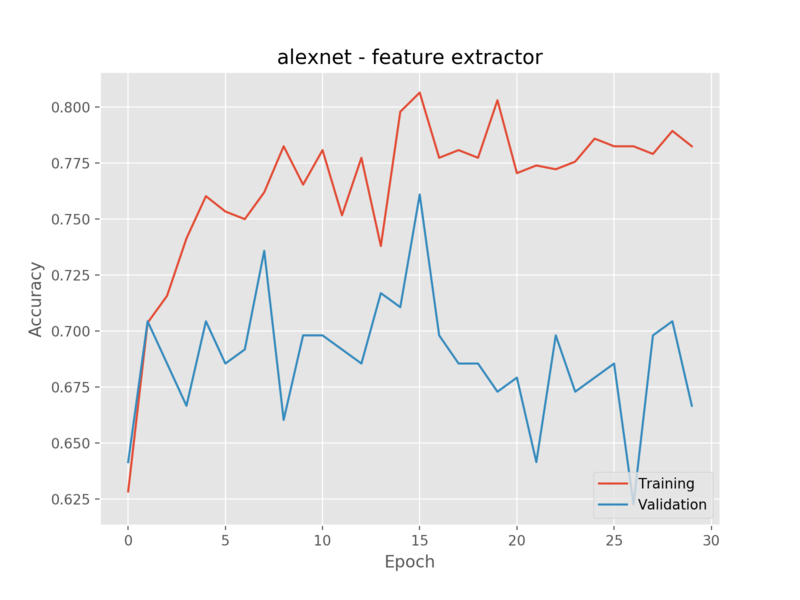 alexnet - feature extractor
Accuracy
0.800
0.775
0.750
0.725
0.700
0.675
0.650
0.625
Training
Validation
0 5 10 15 20 25 30
Epoch